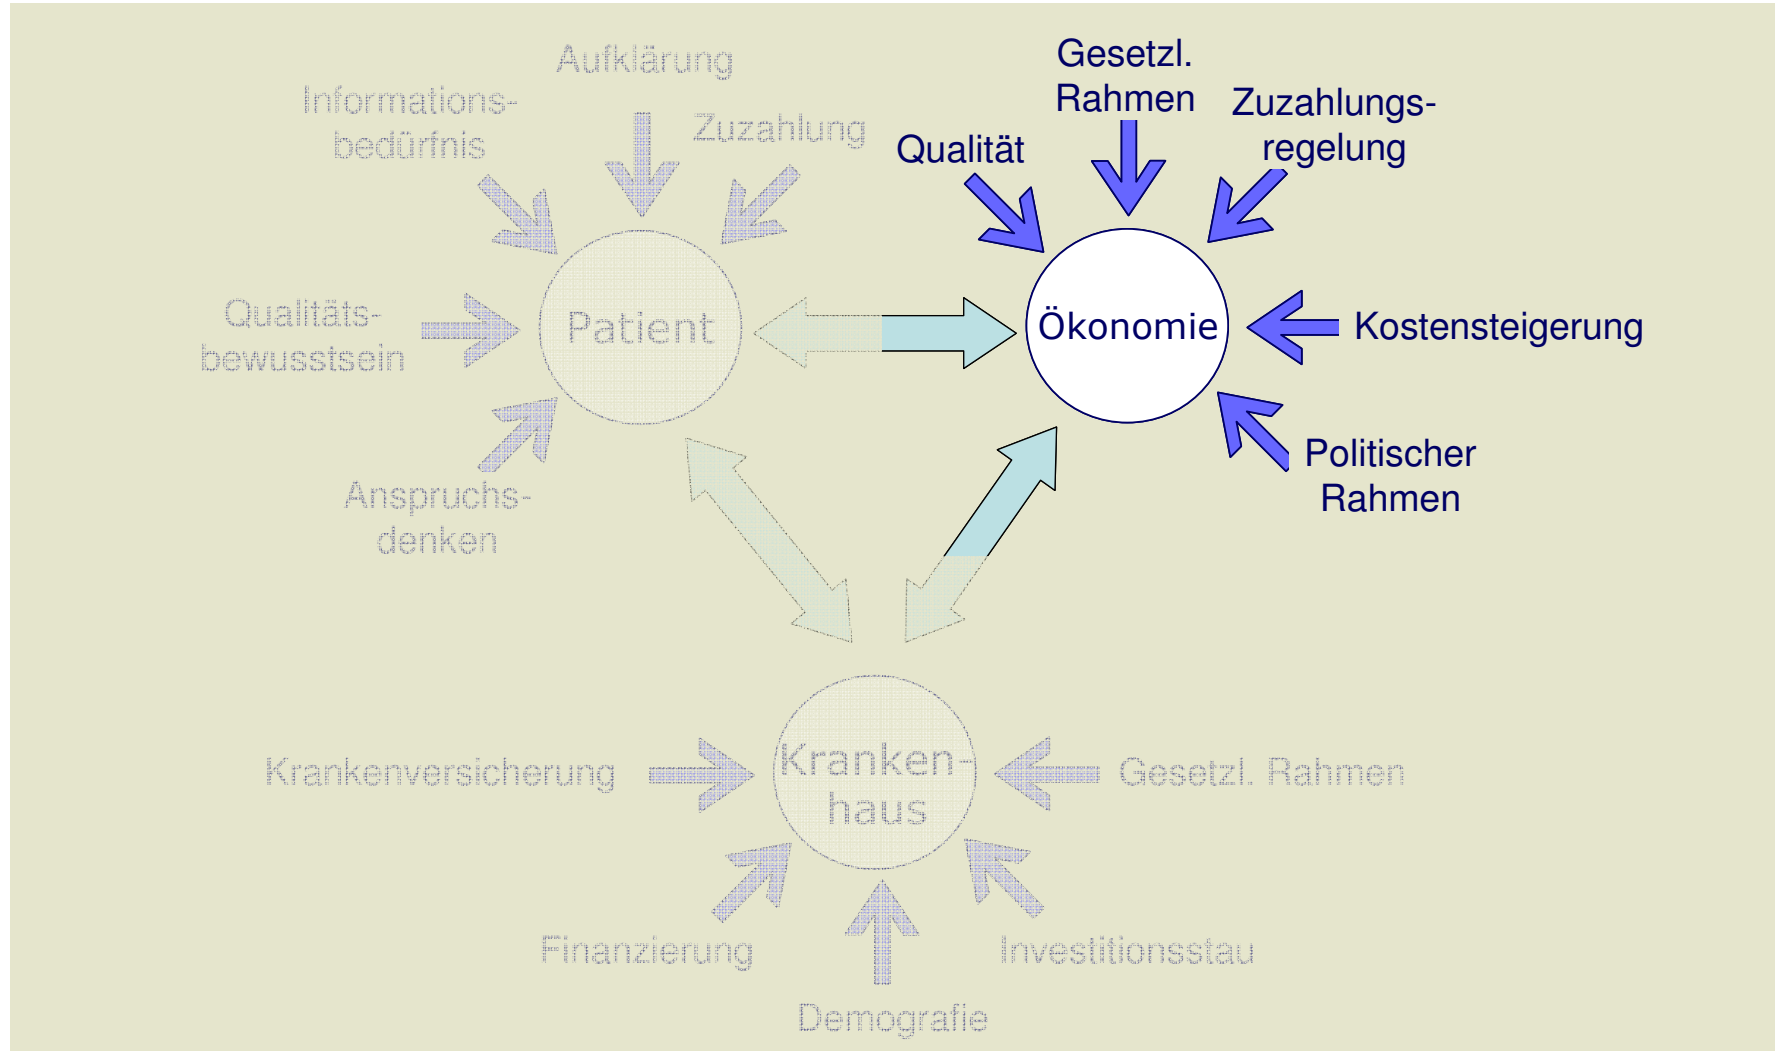 Aufklärung
Informations-
bedürfnis
Zuzahlung
Qualitäts-
bewusstsein
Anspruchs-
denken
Patient
Gesetzl.
Rahmen
Qualität
Zuzahlungs-
regelung
Ökonomie
Kostensteigerung
Politischer
Rahmen
Kranken-
haus
Krankenversicherung
Gesetzl. Rahmen
Finanzierung
Investitionsstau
Demografie